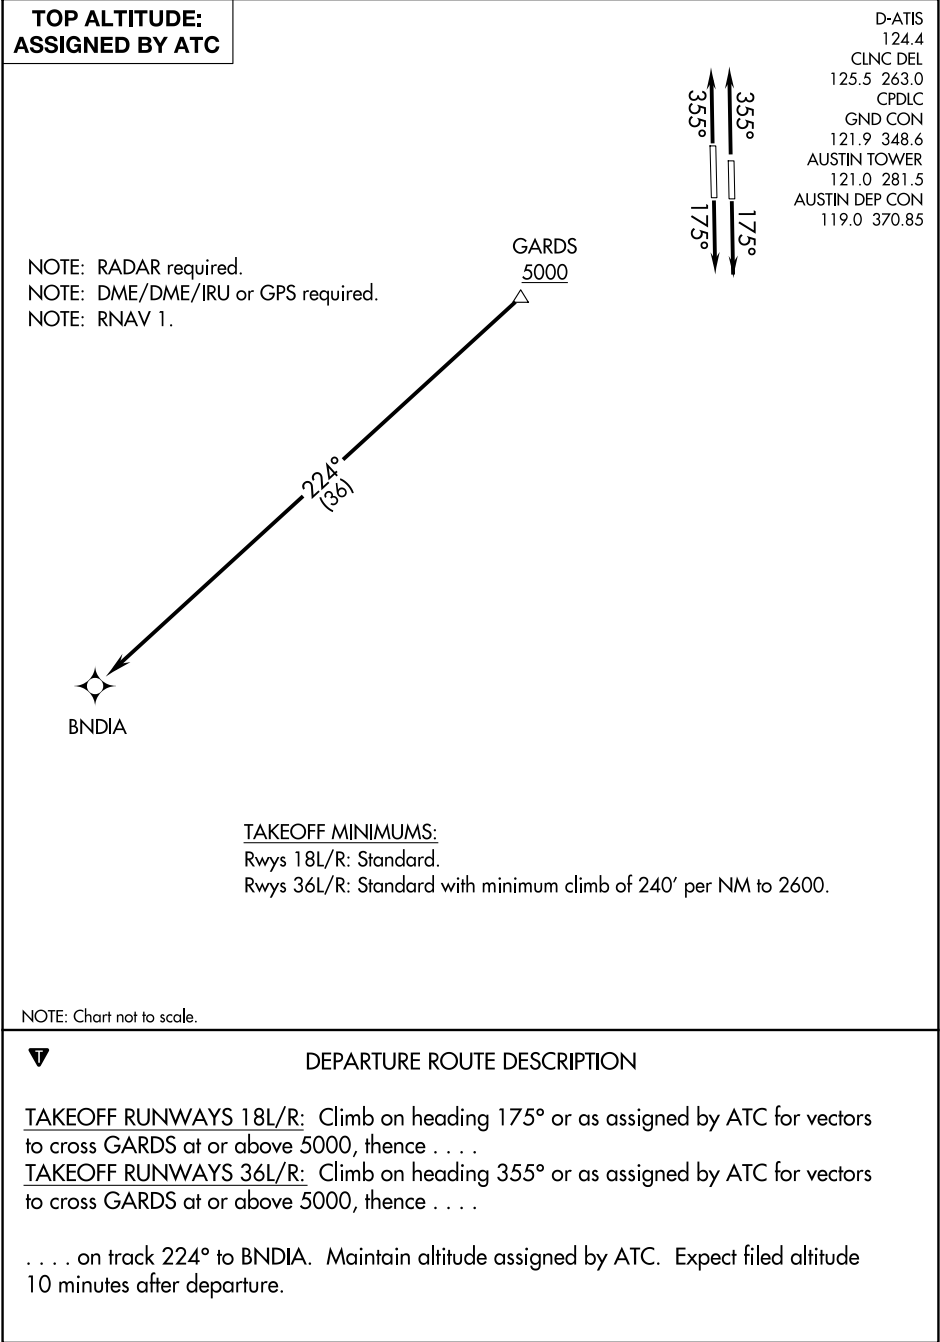 TOP ALTITUDE:
ASSIGNED BY ATC
D-ATIS
124.4
CLNC DEL
125.5 263.0
CPDLC
GND CON
121.9 348.6
AUSTIN TOWER
121.0 281.5
AUSTIN DEP CON
119.0 370.85
355°
355°
175°
175°
NOTE: RADAR required.
NOTE: DME/DME/IRU or GPS required.
NOTE: RNAV 1.
GARDS
5000
224°
(36)
BNDIA
TAKEOFF MINIMUMS:
Rwys 18L/R: Standard.
Rwys 36L/R: Standard with minimum climb of 240' per NM to 2600.
NOTE: Chart not to scale.
T
DEPARTURE ROUTE DESCRIPTION
TAKEOFF RUNWAYS 18L/R: Climb on heading 175° or as assigned by ATC for vectors
to cross GARDS at or above 5000, thence . . . .
TAKEOFF RUNWAYS 36L/R: Climb on heading 355° or as assigned by ATC for vectors
to cross GARDS at or above 5000, thence . . . .
. . . . on track 224° to BNDIA. Maintain altitude assigned by ATC. Expect filed altitude
10 minutes after departure.